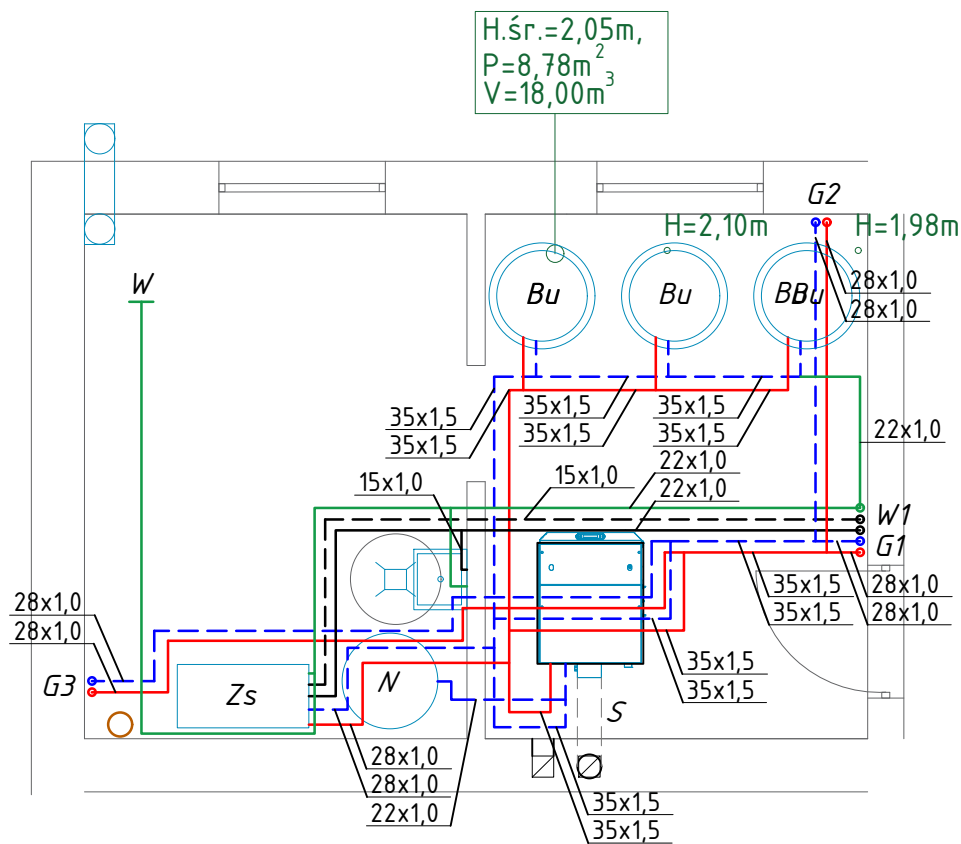 H.śr.=2,05m,
P=8,78m²
V=18,00m³
G2
H=2,10m
H=1,98m
28x1,0
28x1,0
W
Bu
Bu
BBu
35x1,5
35x1,5
35x1,5
35x1,5
35x1,5
35x1,5
22x1,0
22x1,0
22x1,0
15x1,0
15x1,0
W1
G1
35x1,5
35x1,5
28x1,0
28x1,0
28x1,0
28x1,0
G3
Zs
N
S
35x1,5
35x1,5
28x1,0
28x1,0
22x1,0
35x1,5
35x1,5